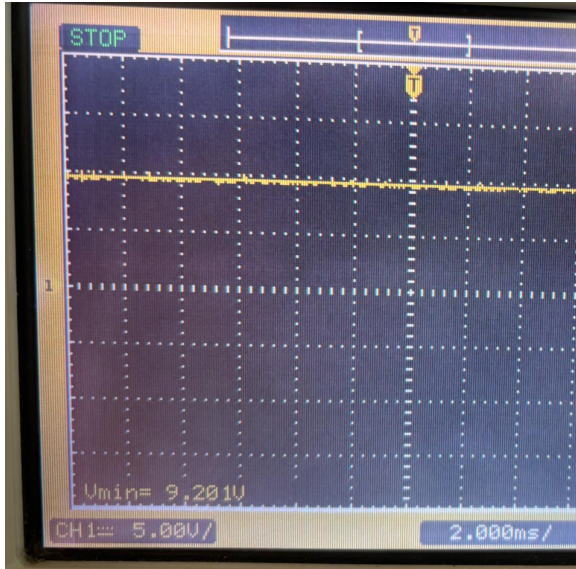 STOP
T
T
1
Vmin= 9.201V
CH1 5.00V/ 2.000ms/